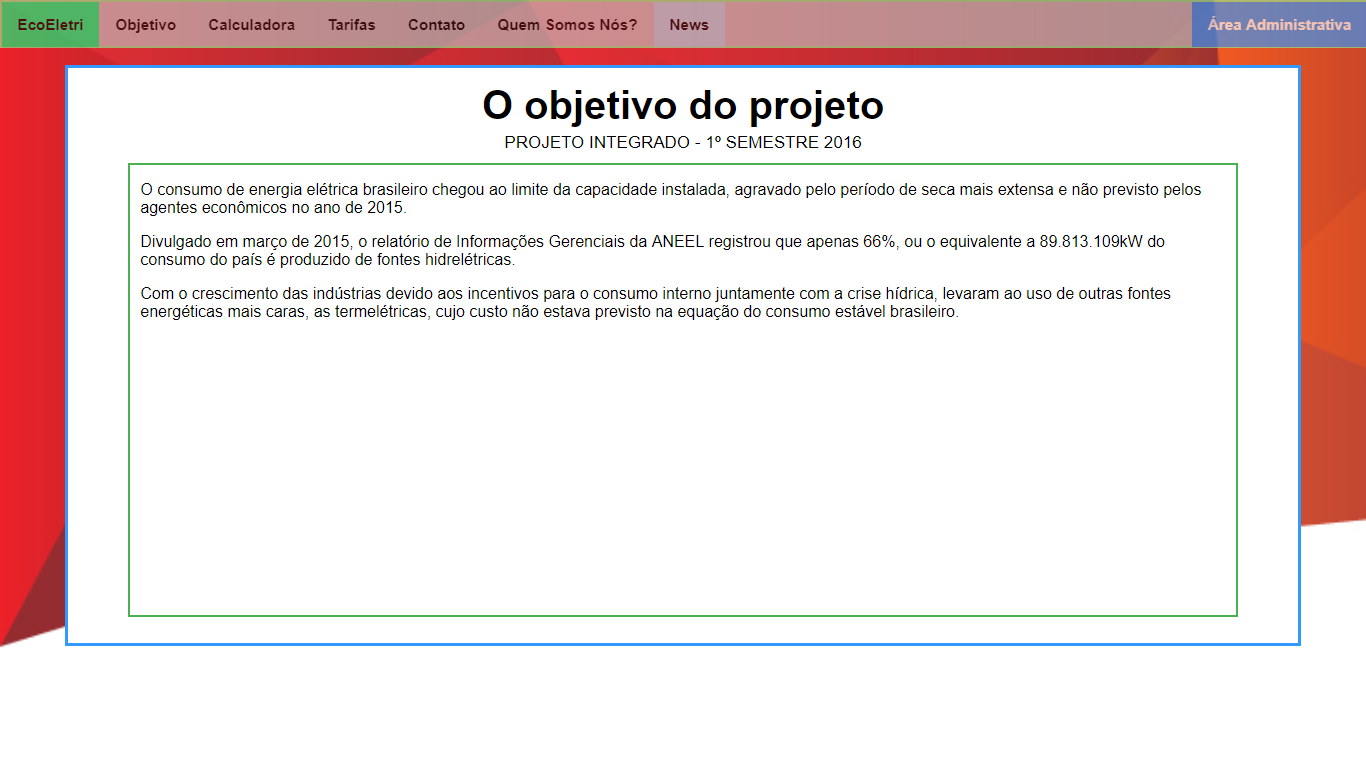 EcoEletri Objetivo Calculadora Tarifas Contato Quem Somos Nós? News Área Administrativa
O objetivo do projeto
PROJETO INTEGRADO - 1º SEMESTRE 2016
O consumo de energia elétrica brasileiro chegou ao limite da capacidade instalada, agravado pelo período de seca mais extensa e não previsto pelos
agentes econômicos no ano de 2015.
Divulgado em março de 2015, o relatório de Informações Gerenciais da ANEEL registrou que apenas 66%, ou o equivalente a 89.813.109kW do
consumo do país é produzido de fontes hidrelétricas.
Com o crescimento das indústrias devido aos incentivos para o consumo interno juntamente com a crise hídrica, levaram ao uso de outras fontes
energéticas mais caras, as termelétricas, cujo custo não estava previsto na equação do consumo estável brasileiro.